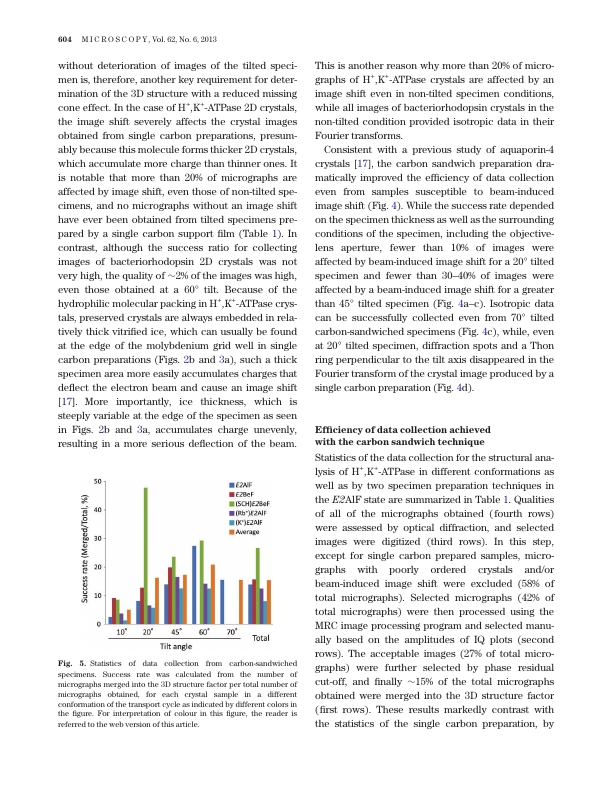 604 MICROSCOPY, Vol. 62, No. 6, 2013
without deterioration of images of the tilted speci-
men is, therefore, another key requirement for deter-
mination of the 3D structure with a reduced missing
cone effect. In the case of H⁺,K⁺-ATPase 2D crystals,
the image shift severely affects the crystal images
obtained from single carbon preparations, presum-
ably because this molecule forms thicker 2D crystals,
which accumulate more charge than thinner ones. It
is notable that more than 20% of micrographs are
affected by image shift, even those of non-tilted spe-
cimens, and no micrographs without an image shift
have ever been obtained from tilted specimens pre-
pared by a single carbon support film (Table 1). In
contrast, although the success ratio for collecting
images of bacteriorhodopsin 2D crystals was not
very high, the quality of ∼2% of the images was high,
even those obtained at a 60° tilt. Because of the
hydrophilic molecular packing in H⁺,K⁺-ATPase crys-
tals, preserved crystals are always embedded in rela-
tively thick vitrified ice, which can usually be found
at the edge of the molybdenum grid well in single
carbon preparations (Figs. 2b and 3a), such a thick
specimen area more easily accumulates charges that
deflect the electron beam and cause an image shift
[17]. More importantly, ice thickness, which is
steeply variable at the edge of the specimen as seen
in Figs. 2b and 3a, accumulates charge unevenly,
resulting in a more serious deflection of the beam.
Success rate (Merged/Total, %)
50
40
30
20
10
0
E2AlF
E2BeF
(SCH)E2BeF
(Rb⁺)E2AlF
(K⁺)E2AlF
Average
10° 20° 45° 60° 70° Total
Tilt angle
Fig. 5. Statistics of data collection from carbon-sandwiched
specimens. Success rate was calculated from the number of
micrographs merged into the 3D structure factor per total number of
micrographs obtained, for each crystal sample in a different
conformation of the transport cycle as indicated by different colors in
the figure. For interpretation of colour in this figure, the reader is
referred to the web version of this article.
This is another reason why more than 20% of micro-
graphs of H⁺,K⁺-ATPase crystals are affected by an
image shift even in non-tilted specimen conditions,
while all images of bacteriorhodopsin crystals in the
non-tilted condition provided isotropic data in their
Fourier transforms.
Consistent with a previous study of aquaporin-4
crystals [17], the carbon sandwich preparation dra-
matically improved the efficiency of data collection
even from samples susceptible to beam-induced
image shift (Fig. 4). While the success rate depended
on the specimen thickness as well as the surrounding
conditions of the specimen, including the objective-
lens aperture, fewer than 10% of images were
affected by beam-induced image shift for a 20° tilted
specimen and fewer than 30–40% of images were
affected by a beam-induced image shift for a greater
than 45° tilted specimen (Fig. 4a–c). Isotropic data
can be successfully collected even from 70° tilted
carbon-sandwiched specimens (Fig. 4c), while, even
at 20° tilted specimen, diffraction spots and a Thon
ring perpendicular to the tilt axis disappeared in the
Fourier transform of the crystal image produced by a
single carbon preparation (Fig. 4d).
Efficiency of data collection achieved
with the carbon sandwich technique
Statistics of the data collection for the structural ana-
lysis of H⁺,K⁺-ATPase in different conformations as
well as by two specimen preparation techniques in
the E2AlF state are summarized in Table 1. Qualities
of all of the micrographs obtained (fourth rows)
were assessed by optical diffraction, and selected
images were digitized (third rows). In this step,
except for single carbon prepared samples, micro-
graphs with poorly ordered crystals and/or
beam-induced image shift were excluded (58% of
total micrographs). Selected micrographs (42% of
total micrographs) were then processed using the
MRC image processing program and selected manu-
ally based on the amplitudes of IQ plots (second
rows). The acceptable images (27% of total micro-
graphs) were further selected by phase residual
cut-off, and finally ∼15% of the total micrographs
obtained were merged into the 3D structure factor
(first rows). These results markedly contrast with
the statistics of the single carbon preparation, by